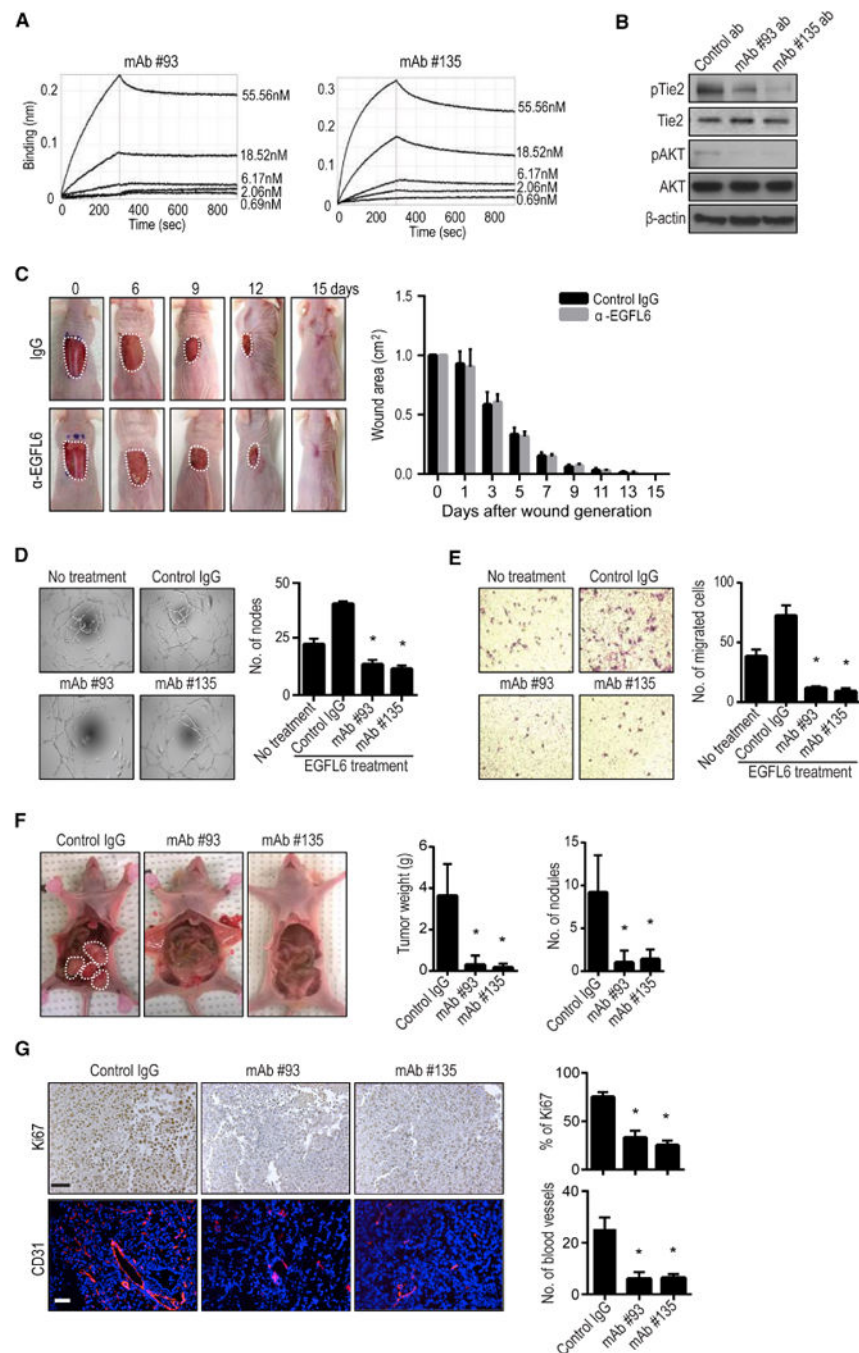 A
mAb #93
mAb #135
Binding (nm)
0.2
0.1
0
0 200 400 600 800
Time (sec)
55.56nM
18.52nM
6.17nM
2.06nM
0.69nM
0.3
0.2
0.1
0
0 200 400 600 800
Time (sec)
55.56nM
18.52nM
6.17nM
2.06nM
0.69nM
B
Control ab
mAb #93 ab
mAb #135 ab
pTie2
Tie2
pAKT
AKT
β-actin
C
0 6 9 12 15 days
IgG
α-EGFL6
Wound area (cm²)
1.5
1.0
0.5
0.0
Control IgG
α -EGFL6
0 1 3 5 7 9 11 13 15
Days after wound generation
D
No treatment
Control IgG
mAb #93
mAb #135
No. of nodes
50
25
0
* *
No treatment
Control IgG
mAb #93
mAb #135
EGFL6 treatment
E
No treatment
Control IgG
mAb #93
mAb #135
No. of migrated cells
100
50
0
* *
No treatment
Control IgG
mAb #93
mAb #135
EGFL6 treatment
F
Control IgG
mAb #93
mAb #135
Tumor weight (g)
6
4
2
0
* *
Control IgG
mAb #93
mAb #135
No. of nodules
15
10
5
0
* *
Control IgG
mAb #93
mAb #135
G
Control IgG
mAb #93
mAb #135
Ki67
CD31
% of Ki67
100
50
0
* *
No. of blood vessels
40
20
0
* *
Control IgG
mAb #93
mAb #135